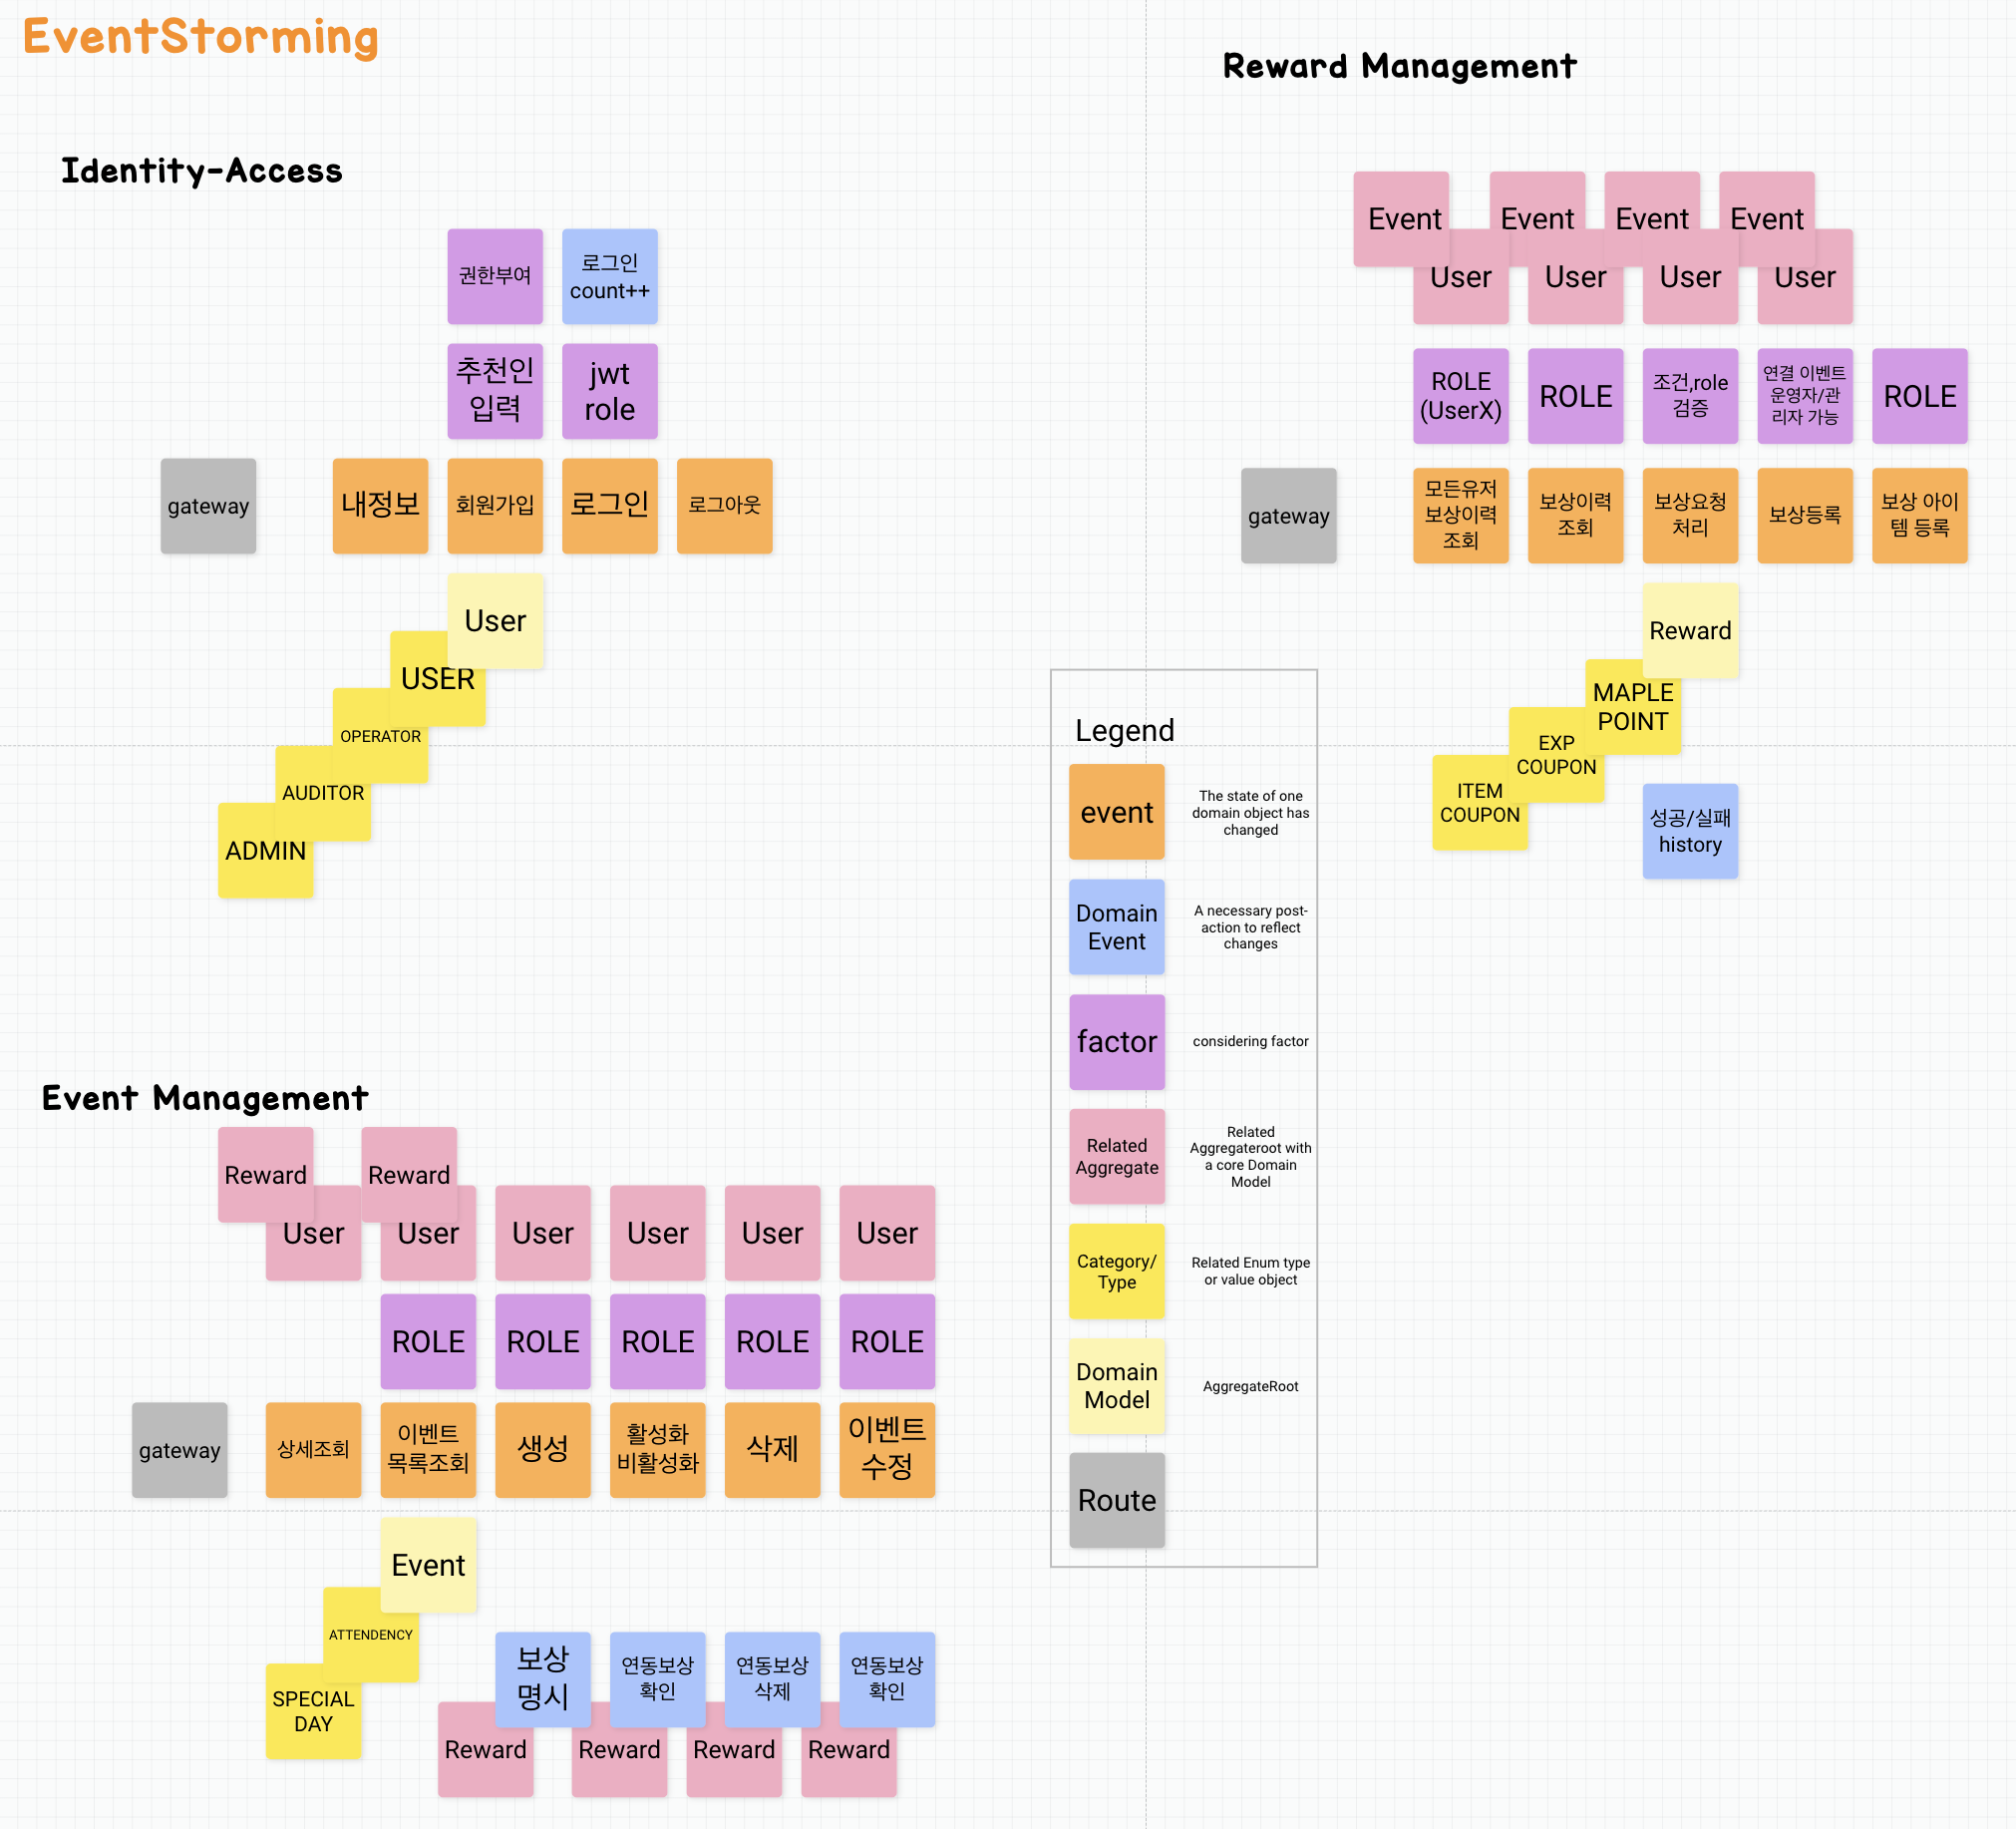 EventStorming
Identity-Access
권한부여
로그인
count++
추천인
입력
jwt
role
gateway
내정보
회원가입
로그인
로그아웃
User
USER
OPERATOR
AUDITOR
ADMIN
Reward Management
Event
Event
Event
Event
User
User
User
User
ROLE
(UserX)
ROLE
조건,role
검증
연결 이벤트
운영자/관
리자 가능
ROLE
gateway
모든유저
보상이력
조회
보상이력
조회
보상요청
처리
보상등록
보상 아이
템 등록
Reward
MAPLE
POINT
EXP
COUPON
ITEM
COUPON
성공/실패
history
Legend
event
The state of one
domain object has
changed
Domain
Event
A necessary post-
action to reflect
changes
factor
considering factor
Related
Aggregate
Related
Aggregateroot with
a core Domain
Model
Category/
Type
Related Enum type
or value object
Domain
Model
AggregateRoot
Route
Event Management
Reward
Reward
User
User
User
User
User
User
ROLE
ROLE
ROLE
ROLE
ROLE
gateway
상세조회
이벤트
목록조회
생성
활성화
비활성화
삭제
이벤트
수정
Event
ATTENDENCY
SPECIAL
DAY
보상
명시
연동보상
확인
연동보상
삭제
연동보상
확인
Reward
Reward
Reward
Reward